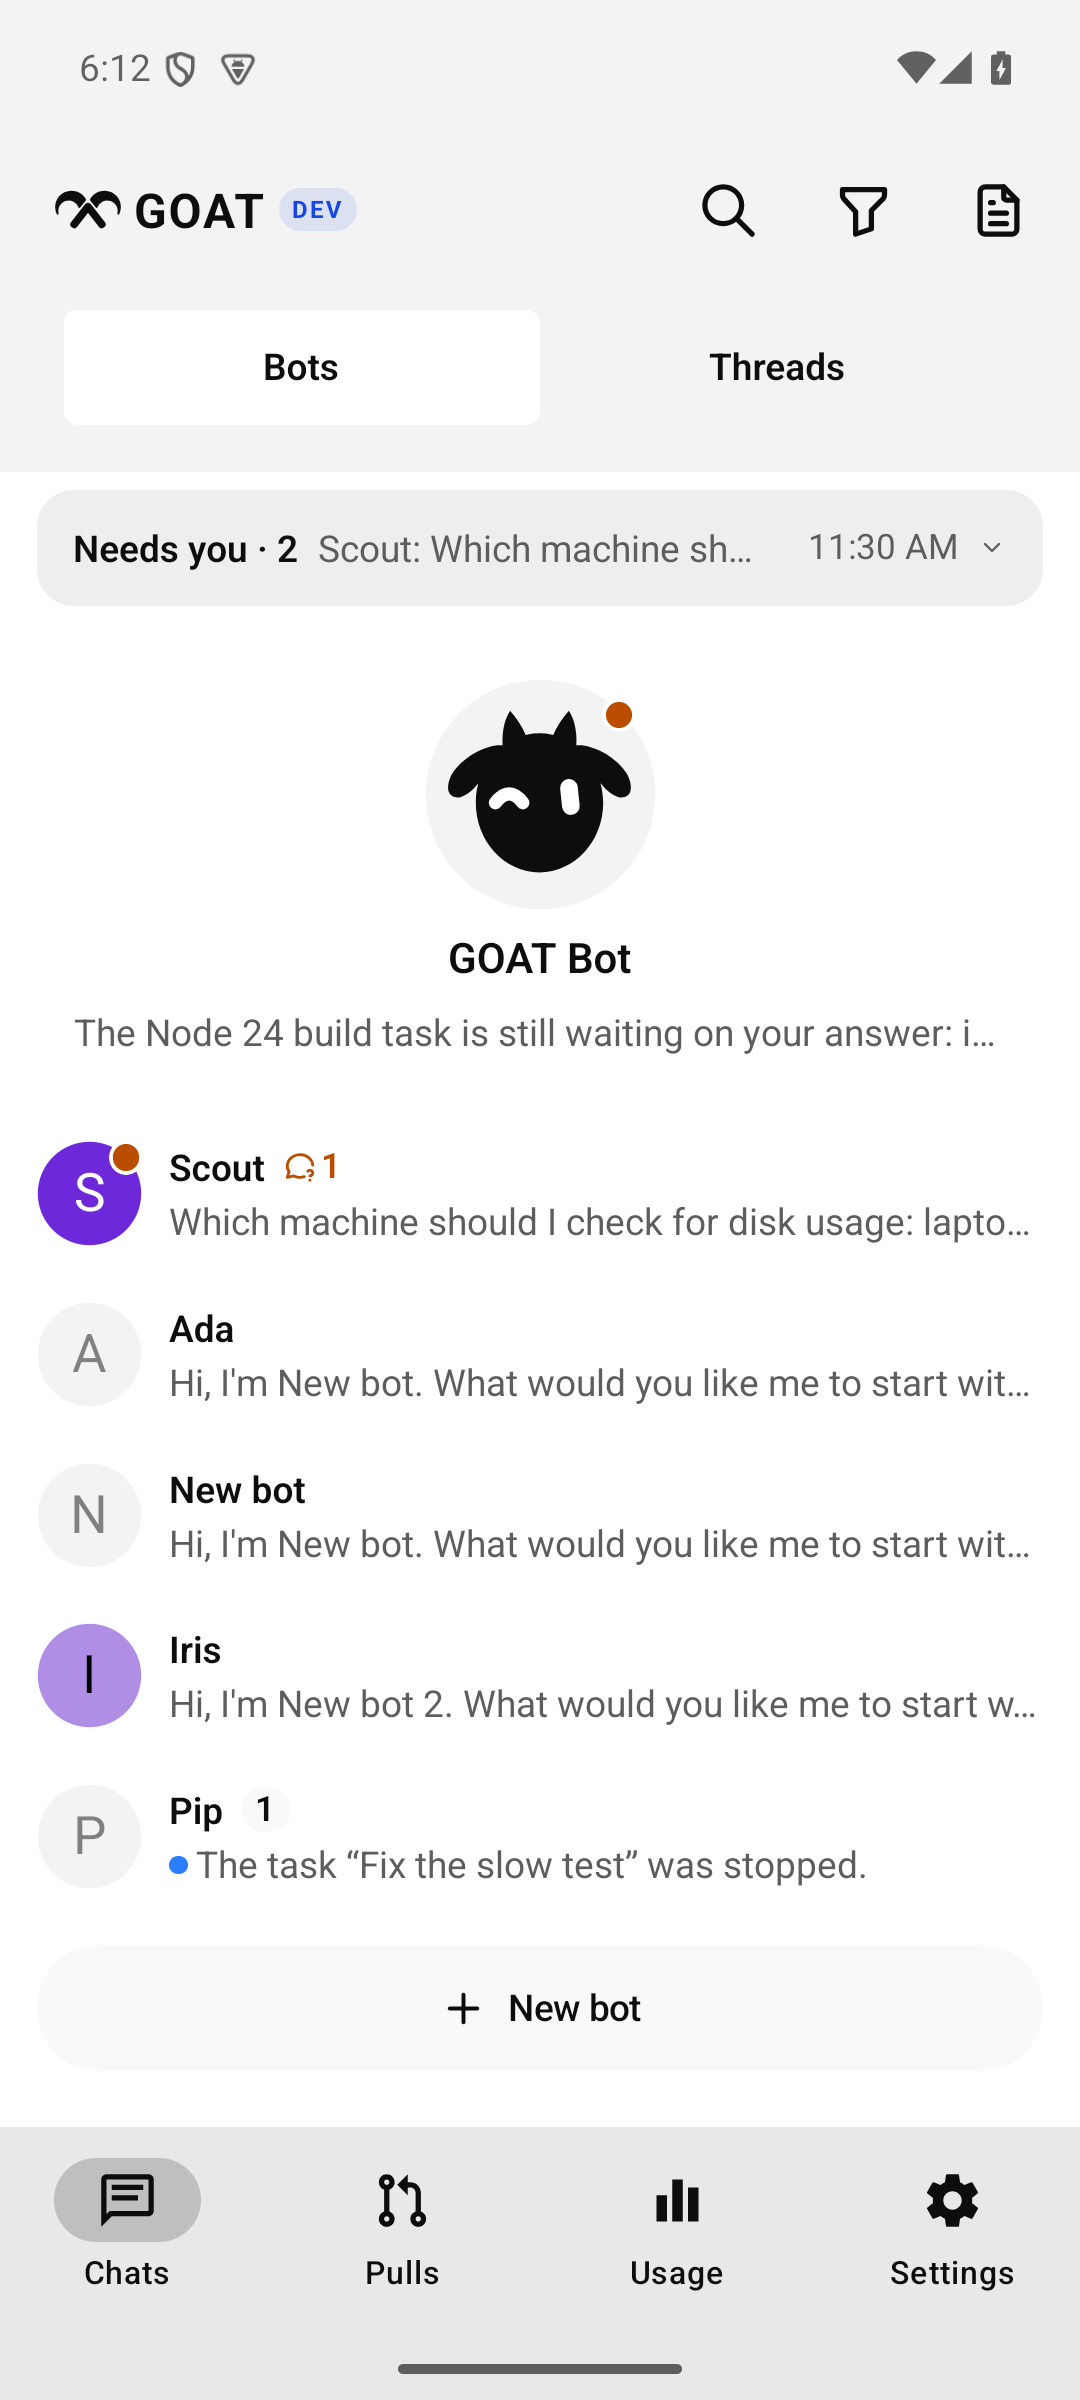 6:12
GOAT DEV
Bots
Threads
Needs you · 2 Scout: Which machine sh... 11:30 AM
GOAT Bot
The Node 24 build task is still waiting on your answer: i...
S
Scout 1
Which machine should I check for disk usage: lapto...
A
Ada
Hi, I'm New bot. What would you like me to start wit...
N
New bot
Hi, I'm New bot. What would you like me to start wit...
I
Iris
Hi, I'm New bot 2. What would you like me to start w...
P
Pip 1
The task “Fix the slow test” was stopped.
New bot
Chats
Pulls
Usage
Settings